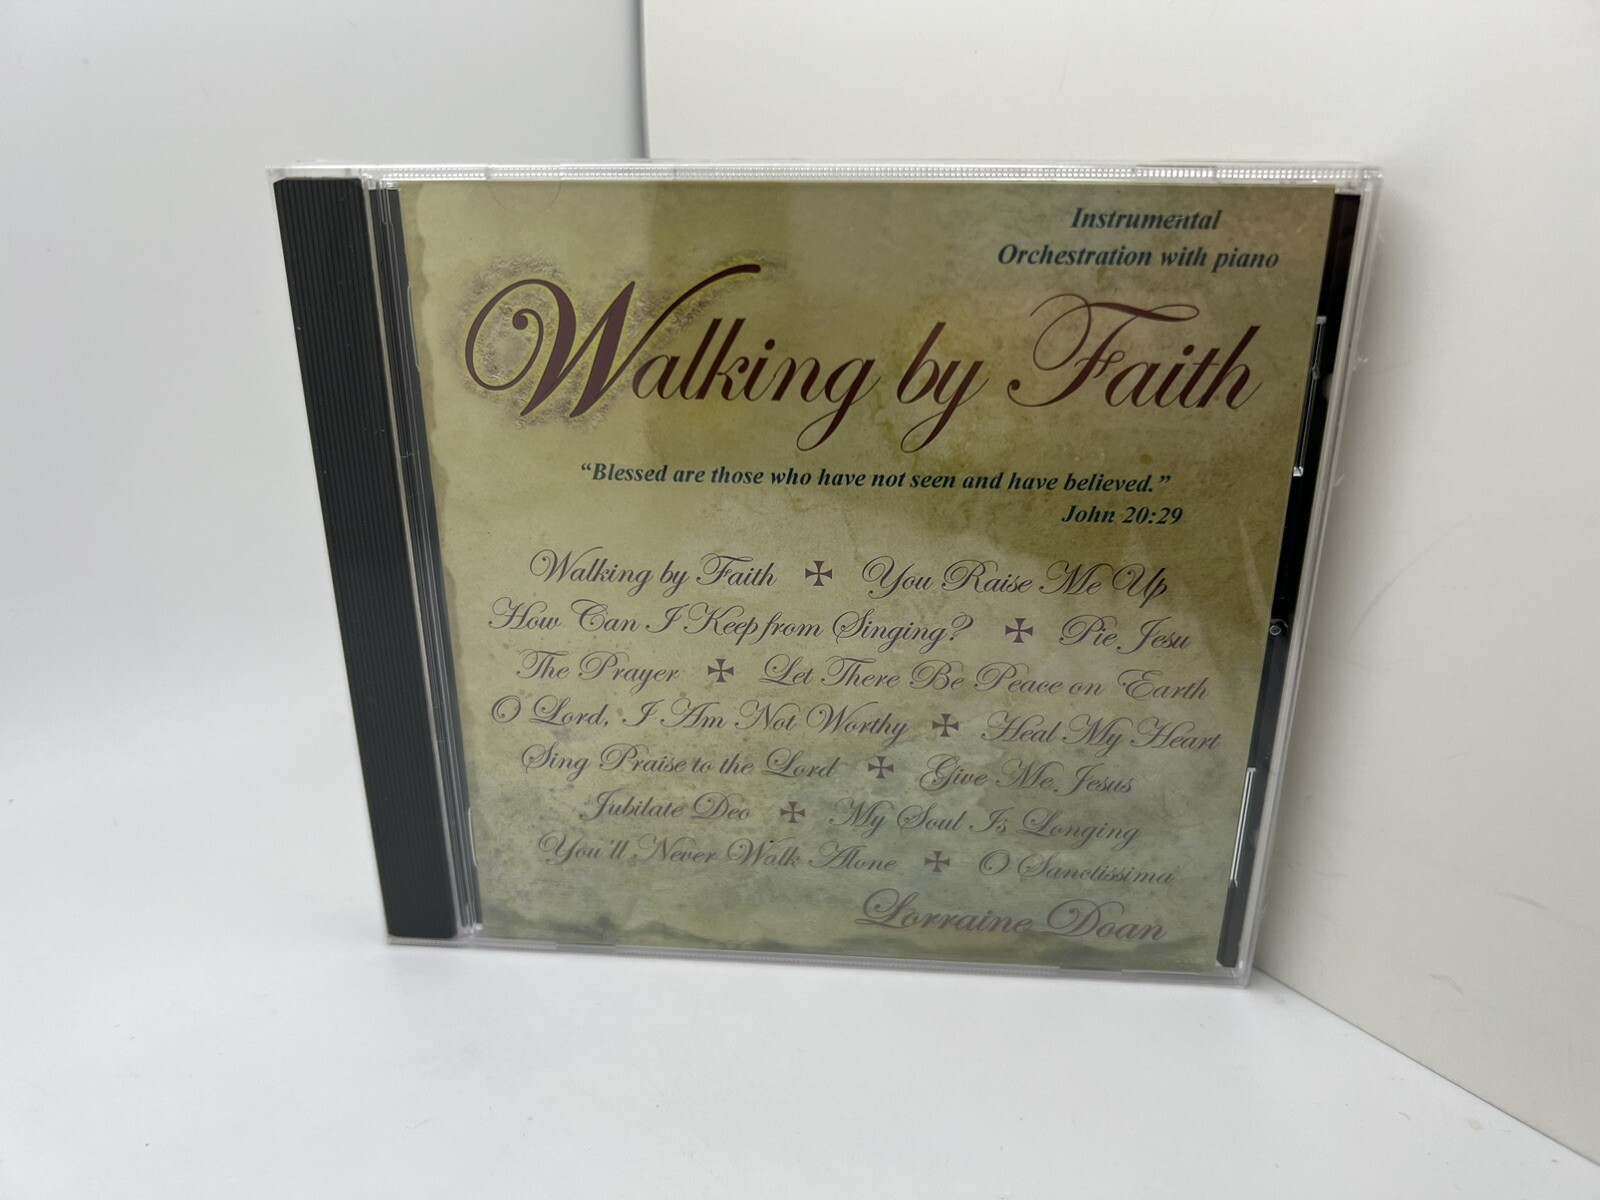 Instrumental
Orchestration with piano
Walking by Faith
“Blessed are those who have not seen and have believed.”
John 20:29
Walking by Faith ✠ You Raise Me Up
How Can I Keep from Singing? ✠ Pie Jesu
The Prayer ✠ Let There Be Peace on Earth
O Lord, I Am Not Worthy ✠ Heal My Heart
Sing Praise to the Lord ✠ Give Me Jesus
Jubilate Deo ✠ My Soul Is Longing
You'll Never Walk Alone ✠ O Sanctissima
Lorraine Doan